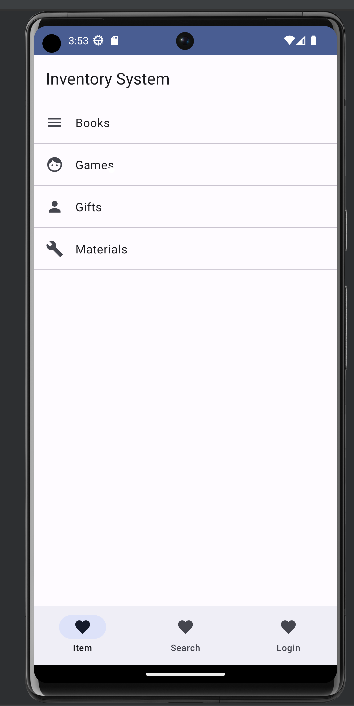 3:53
Inventory System
Books
Games
Gifts
Materials
Item Search Login